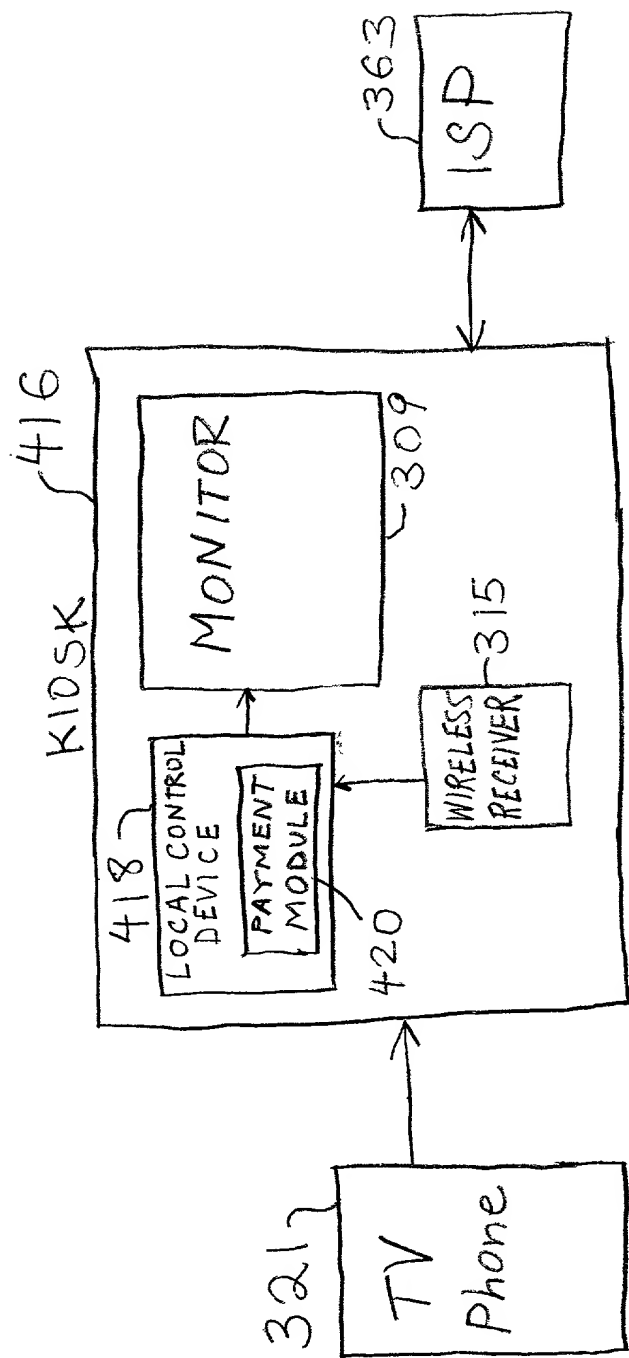 KIOSK
416
418
LOCAL CONTROL
DEVICE
PAYMENT
MODULE
420
MONITOR
309
WIRELESS
RECEIVER
315
321
TV
Phone
363
ISP